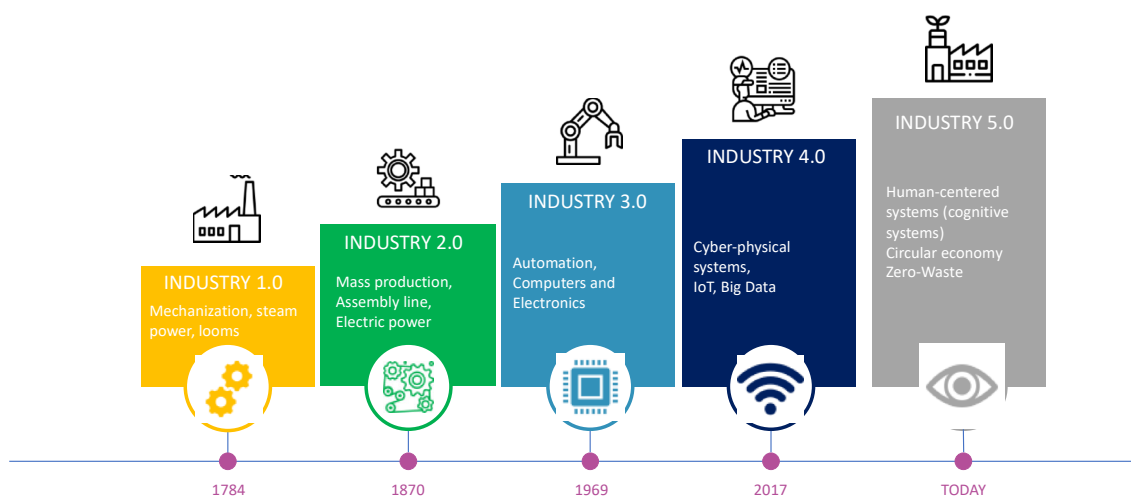 INDUSTRY 1.0
Mechanization, steam
power, looms
INDUSTRY 2.0
Mass production,
Assembly line,
Electric power
INDUSTRY 3.0
Automation,
Computers and
Electronics
INDUSTRY 4.0
Cyber-physical
systems,
IoT, Big Data
INDUSTRY 5.0
Human-centered
systems (cognitive
systems)
Circular economy
Zero-Waste
1784
1870
1969
2017
TODAY